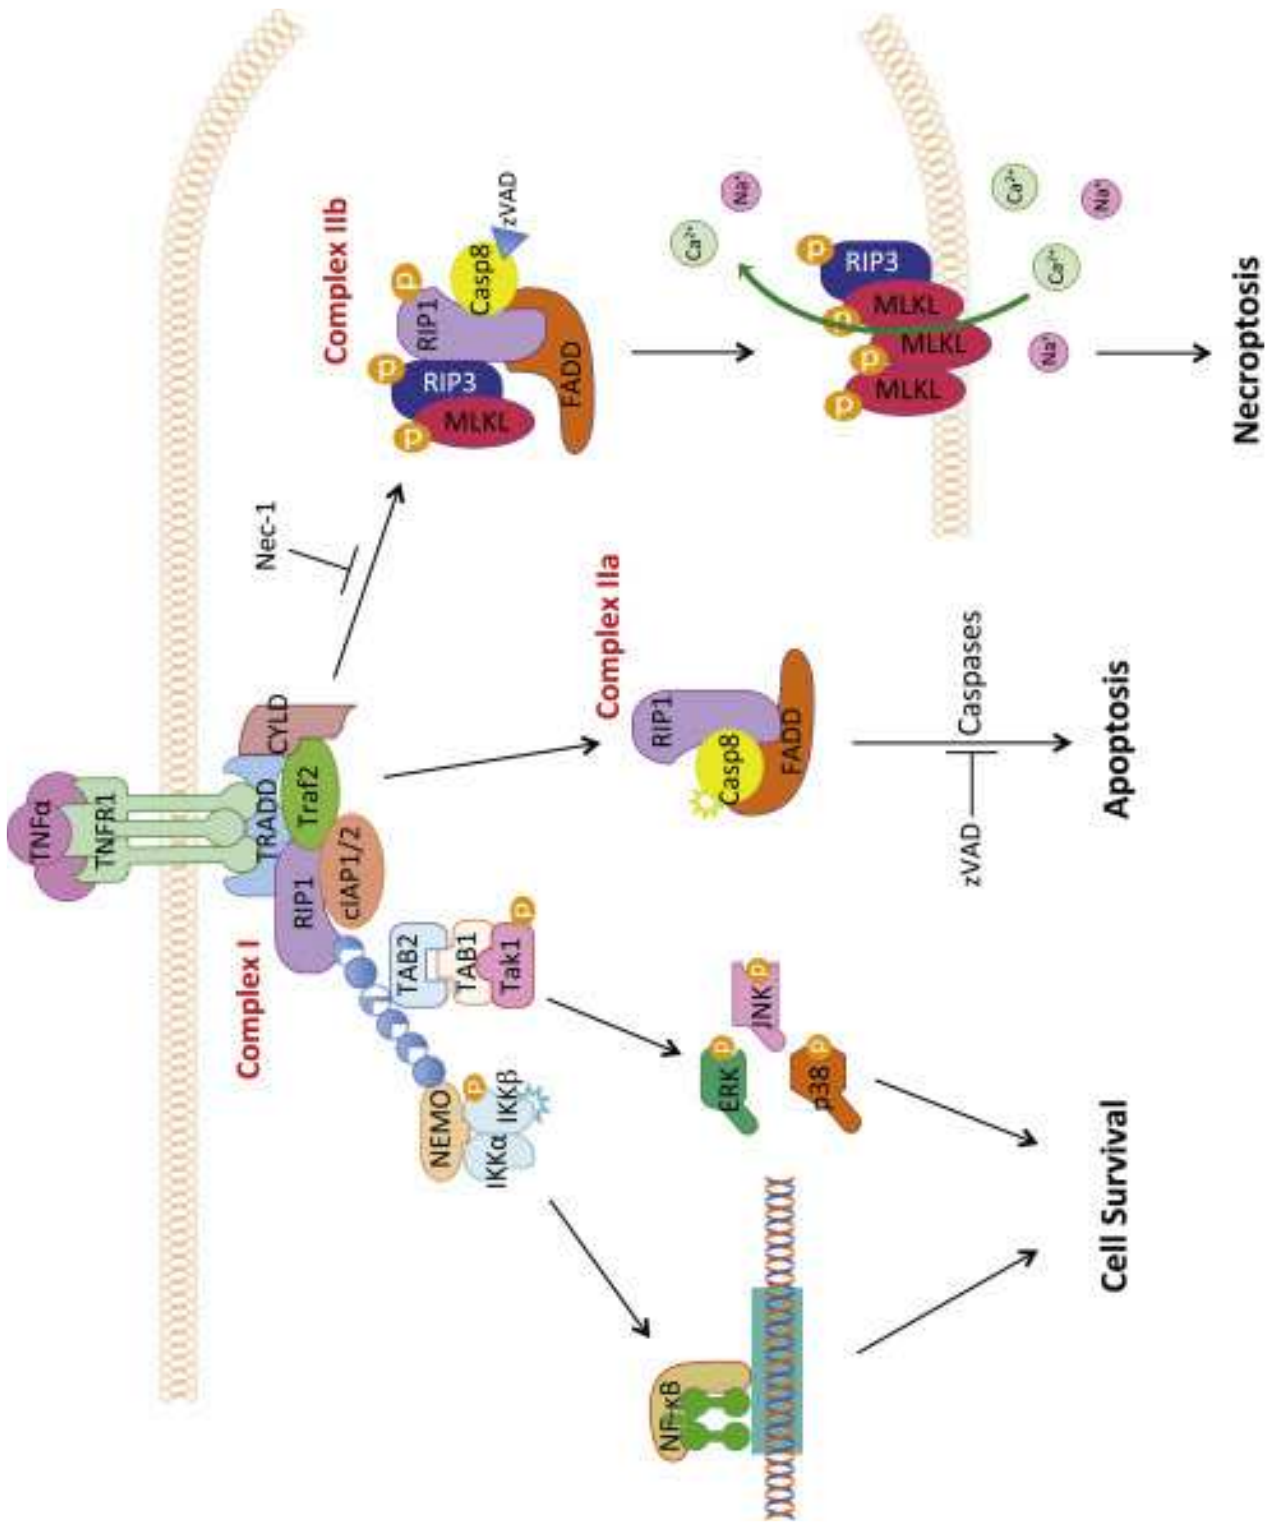 TNFα
TNFR1
TRADD
CYLD
Traf2
RIP1
cIAP1/2
Complex I
TAB2
TAB1
Tak1
P
NEMO
IKKα
IKKβ
P
ERK
P
JNK
P
p38
P
NF-κB
Cell Survival
Complex IIa
RIP1
Casp8
FADD
zVAD
Caspases
Apoptosis
Nec-1
Complex IIb
P
RIP1
Casp8
zVAD
P
RIP3
P
MLKL
FADD
Ca²⁺
Na⁺
P
RIP3
P
MLKL
P
MLKL
P
MLKL
Ca²⁺
Na⁺
Ca²⁺
Na⁺
Necroptosis